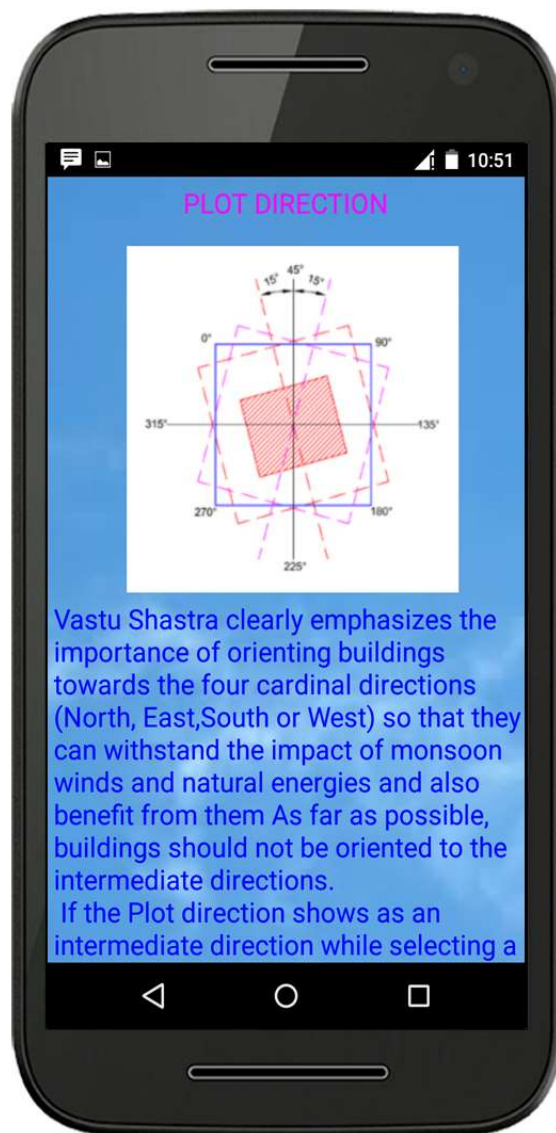 10:51
PLOT DIRECTION
15° 45° 15°
0° 90°
315° 135°
270° 180°
225°
Vastu Shastra clearly emphasizes the
importance of orienting buildings
towards the four cardinal directions
(North, East,South or West) so that they
can withstand the impact of monsoon
winds and natural energies and also
benefit from them As far as possible,
buildings should not be oriented to the
intermediate directions.
If the Plot direction shows as an
intermediate direction while selecting a